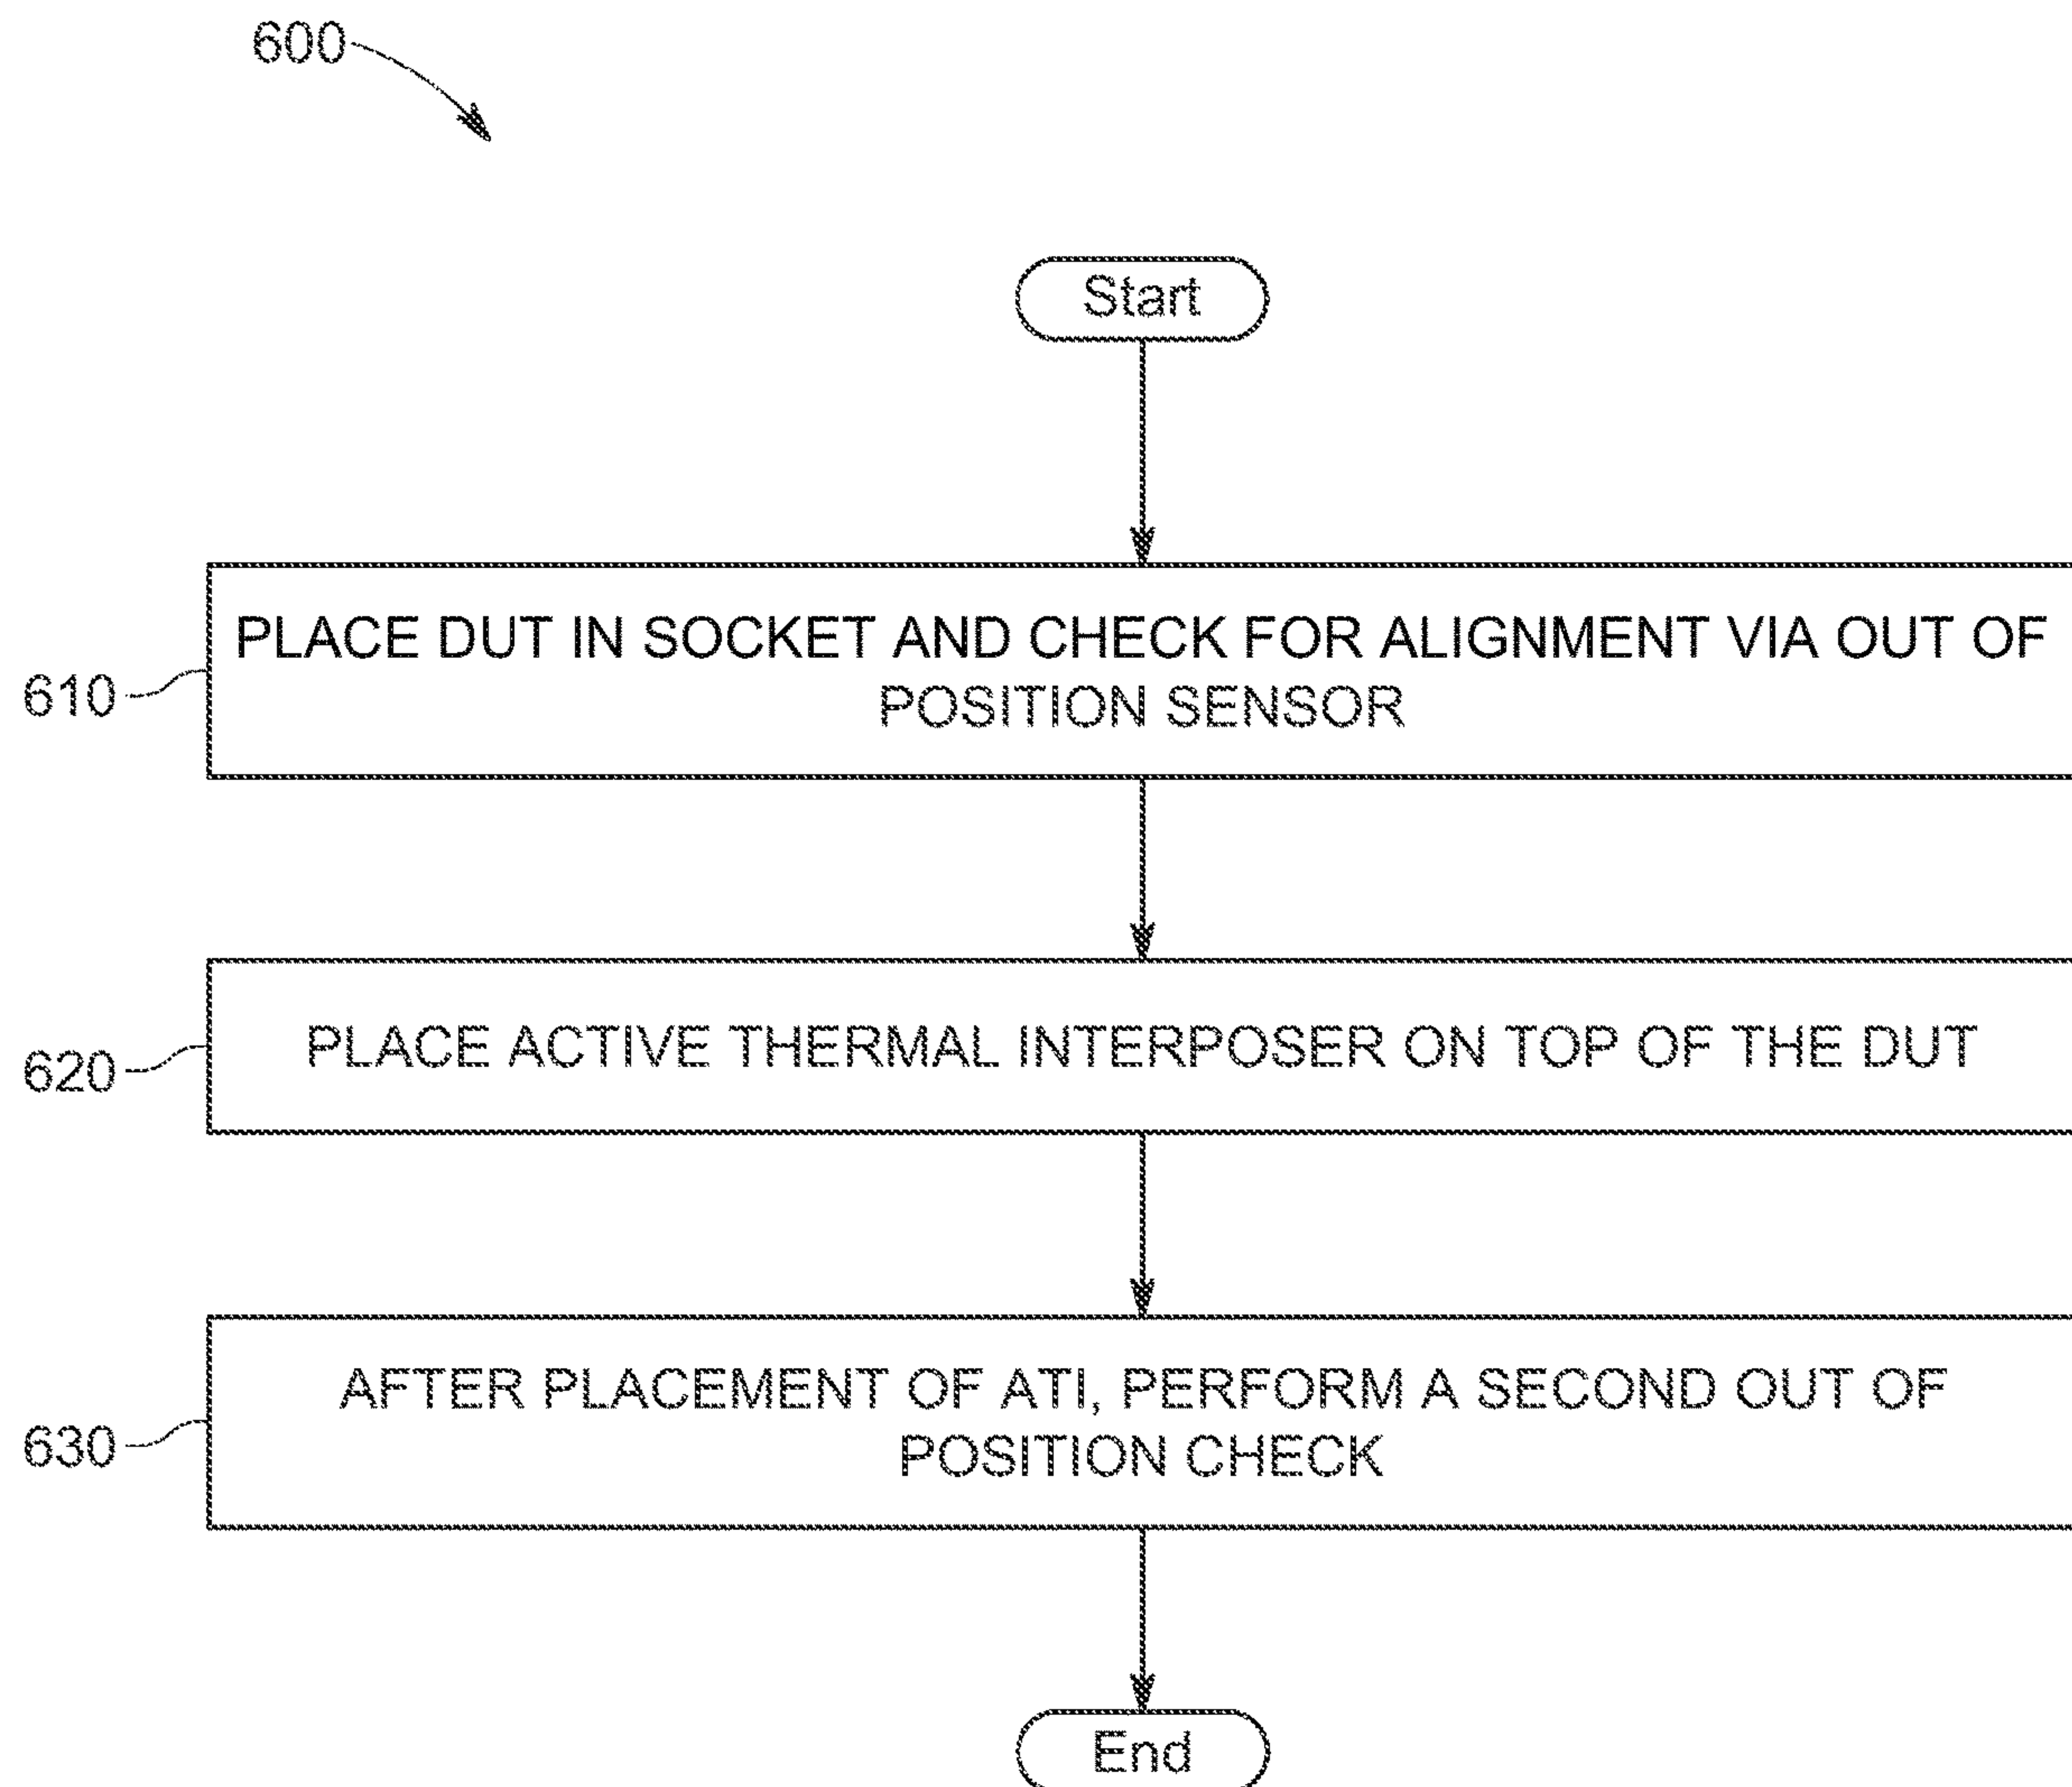 600
Start
610
PLACE DUT IN SOCKET AND CHECK FOR ALIGNMENT VIA OUT OF
POSITION SENSOR
620
PLACE ACTIVE THERMAL INTERPOSER ON TOP OF THE DUT
630
AFTER PLACEMENT OF ATI, PERFORM A SECOND OUT OF
POSITION CHECK
End